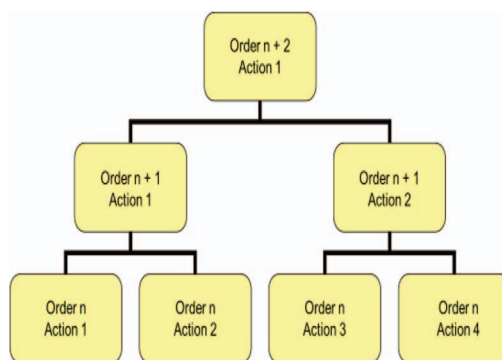 Order n + 2
Action 1
Order n + 1
Action 1
Order n + 1
Action 2
Order n
Action 1
Order n
Action 2
Order n
Action 3
Order n
Action 4